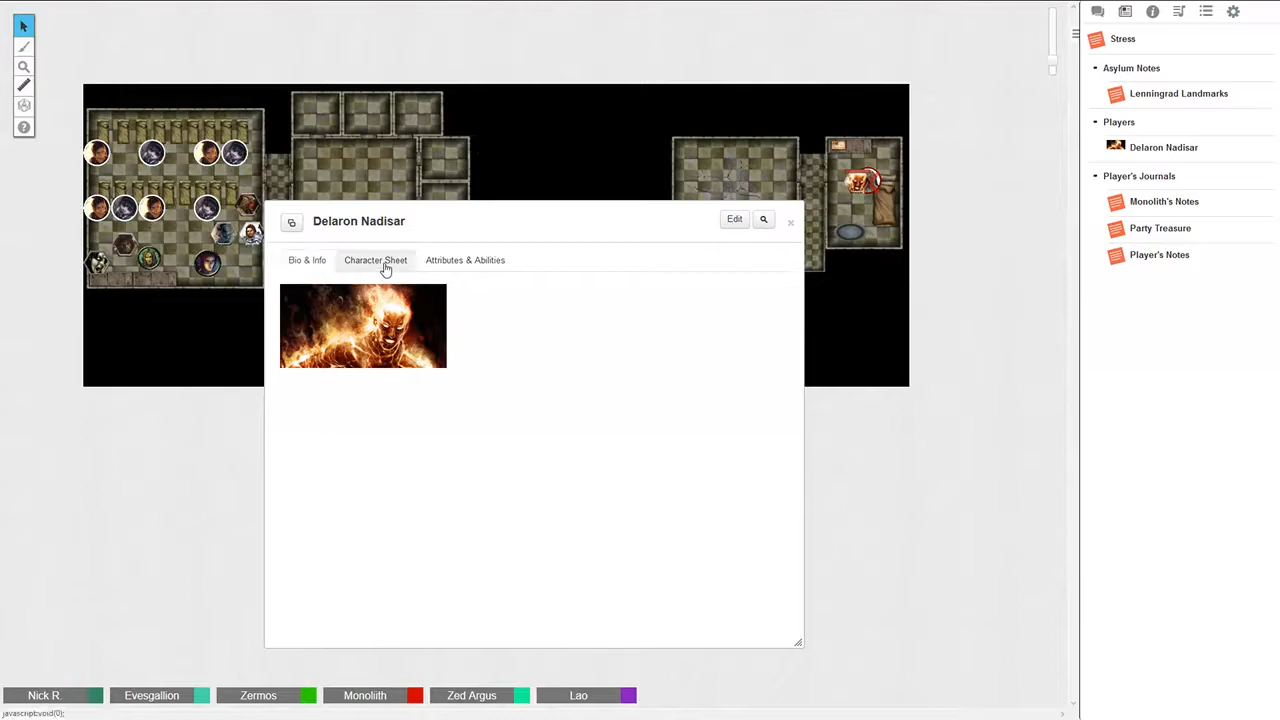 Stress
Asylum Notes
Lenningrad Landmarks
Players
Delaron Nadisar
Player's Journals
Monolith's Notes
Party Treasure
Player's Notes
Delaron Nadisar
Edit
Bio & Info
Character Sheet
Attributes & Abilities
Nick R.
Evesgallion
Zermos
Monoliith
Zed Argus
Lao
javascript:void(0);